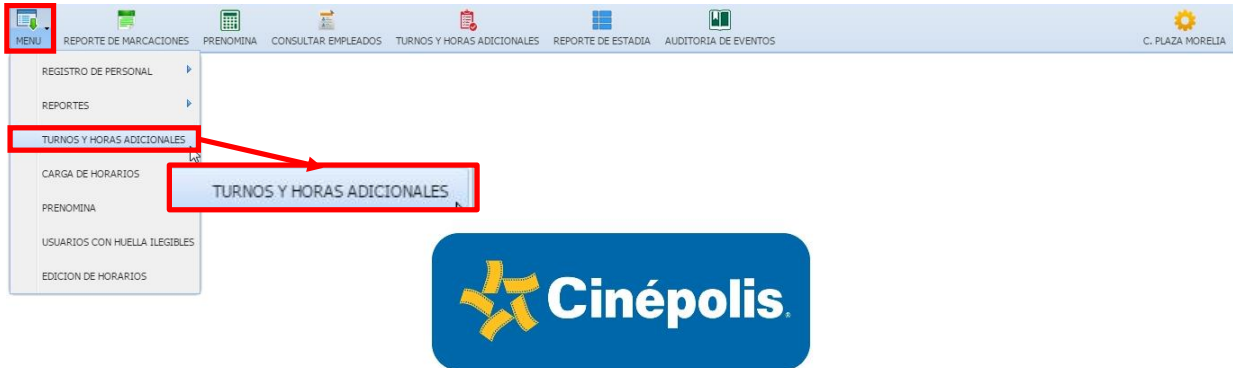 MENU REPORTE DE MARCACIONES PRENOMINA CONSULTAR EMPLEADOS TURNOS Y HORAS ADICIONALES REPORTE DE ESTADIA AUDITORIA DE EVENTOS C. PLAZA MORELIA
REGISTRO DE PERSONAL
REPORTES
TURNOS Y HORAS ADICIONALES
CARGA DE HORARIOS
TURNOS Y HORAS ADICIONALES
PRENOMINA
USUARIOS CON HUELLA ILEGIBLES
EDICION DE HORARIOS
Cinépolis®